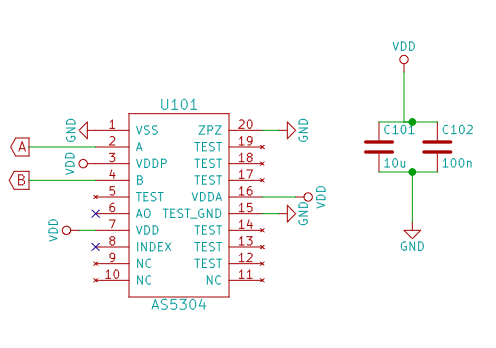 VDD
U101
GND 1 VSS ZPZ 20 GND
A 2 A TEST 19
VDD 3 VDDP TEST 18
B 4 B TEST 17
5 TEST VDDA 16 VDD
6 AO TEST_GND 15 GND
VDD 7 VDD TEST 14
8 INDEX TEST 13
9 NC TEST 12
10 NC NC 11
AS5304
C101 C102
10u 100n
GND